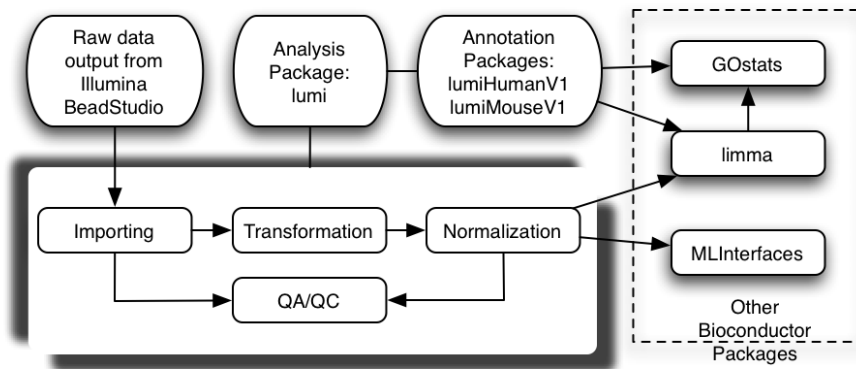 Raw data
output from
Illumina
BeadStudio
Analysis
Package:
lumi
Annotation
Packages:
lumiHumanV1
lumiMouseV1
GOstats
limma
Importing
Transformation
Normalization
MLInterfaces
QA/QC
Other
Bioconductor
Packages